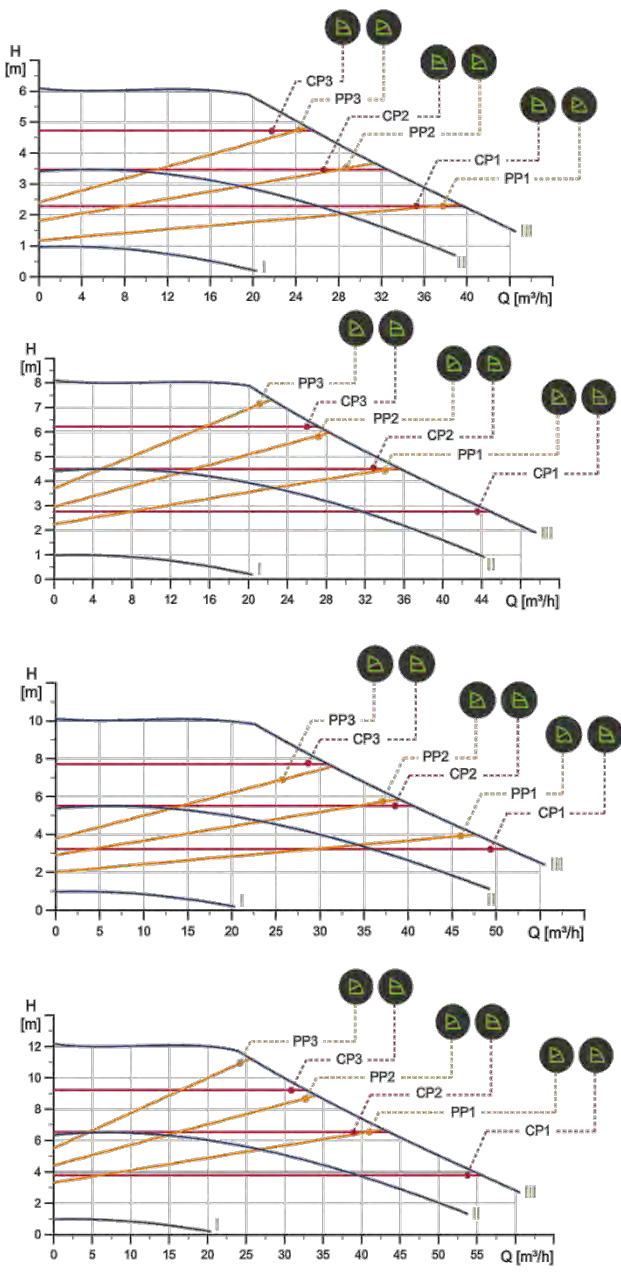 H
[m]
CP3
PP3
CP2
PP2
CP1
PP1
6
5
4
3
2
1
0
III
II
I
0 4 8 12 16 20 24 28 32 36 40 Q [m³/h]
H
[m]
PP3
CP3
PP2
CP2
PP1
CP1
8
7
6
5
4
3
2
1
0
III
II
I
0 4 8 12 16 20 24 28 32 36 40 44 Q [m³/h]
H
[m]
PP3
CP3
PP2
CP2
PP1
CP1
10
8
6
4
2
0
III
II
I
0 5 10 15 20 25 30 35 40 45 50 Q [m³/h]
H
[m]
PP3
CP3
PP2
CP2
PP1
CP1
12
10
8
6
4
2
0
III
II
I
0 5 10 15 20 25 30 35 40 45 50 55 Q [m³/h]